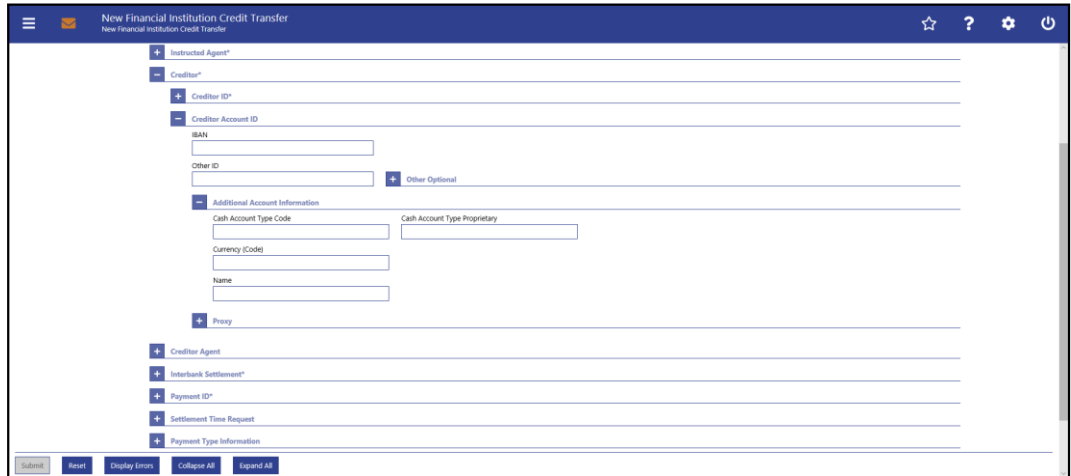 New Financial Institution Credit Transfer
New Financial Institution Credit Transfer
?
+ Instructed Agent*
− Creditor*
+ Creditor ID*
− Creditor Account ID
IBAN
Other ID
+ Other Optional
− Additional Account Information
Cash Account Type Code Cash Account Type Proprietary
Currency (Code)
Name
+ Proxy
+ Creditor Agent
+ Interbank Settlement*
+ Payment ID*
+ Settlement Time Request
+ Payment Type Information
Submit Reset Display Errors Collapse All Expand All